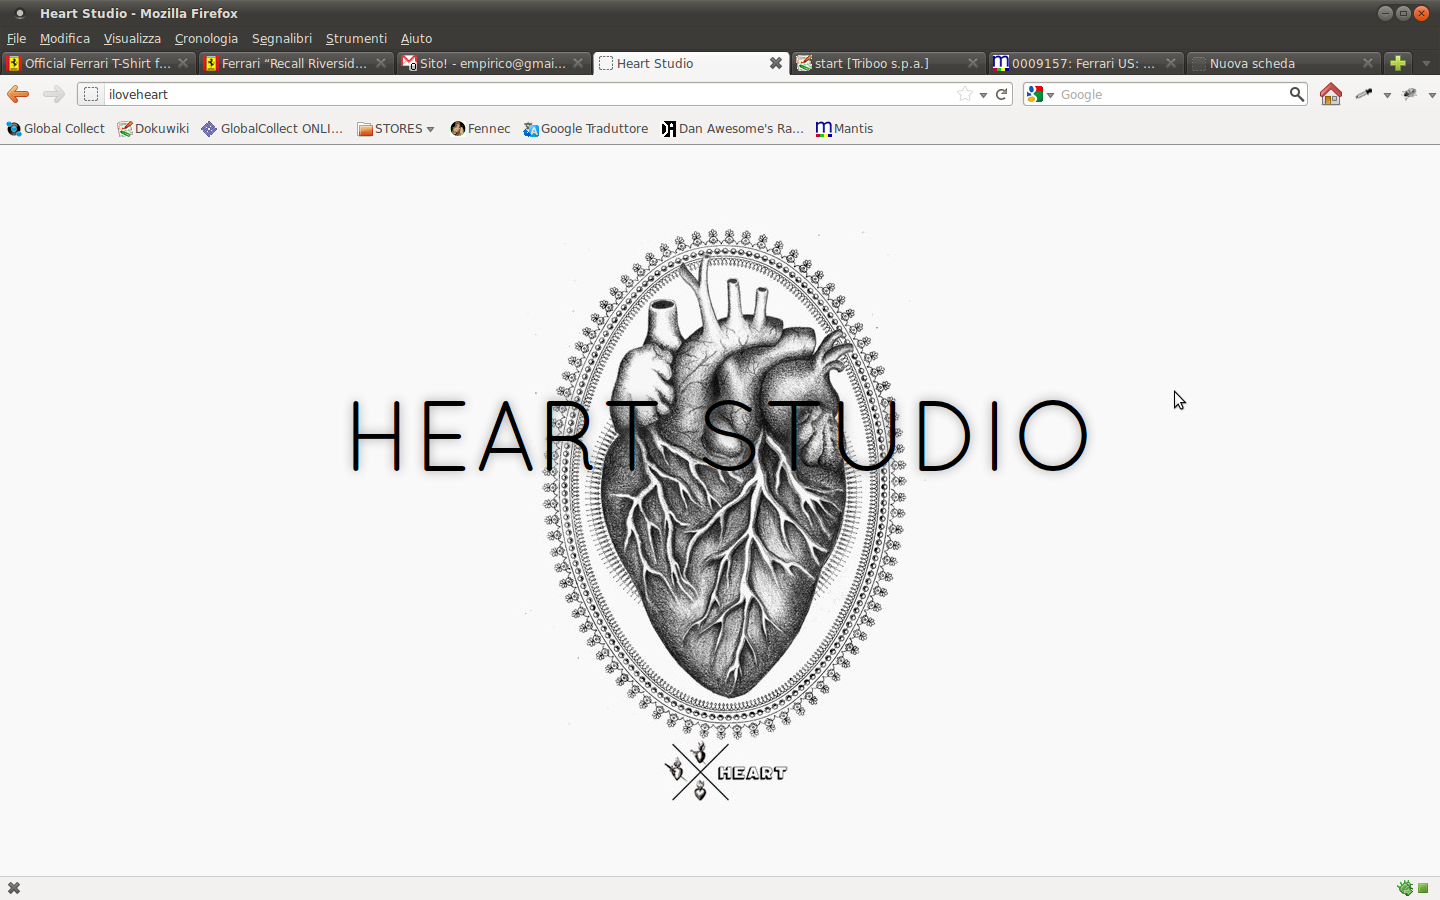 Heart Studio - Mozilla Firefox
File Modifica Visualizza Cronologia Segnalibri Strumenti Aiuto
Official Ferrari T-Shirt f... Ferrari “Recall Riversid... Sito! - empirico@gmai... Heart Studio start [Triboo s.p.a.] 0009157: Ferrari US: ... Nuova scheda
iloveheart Google
Global Collect Dokuwiki GlobalCollect ONLI... STORES Fennec Google Traduttore Dan Awesome's Ra... Mantis
HEART STUDIO
HEART